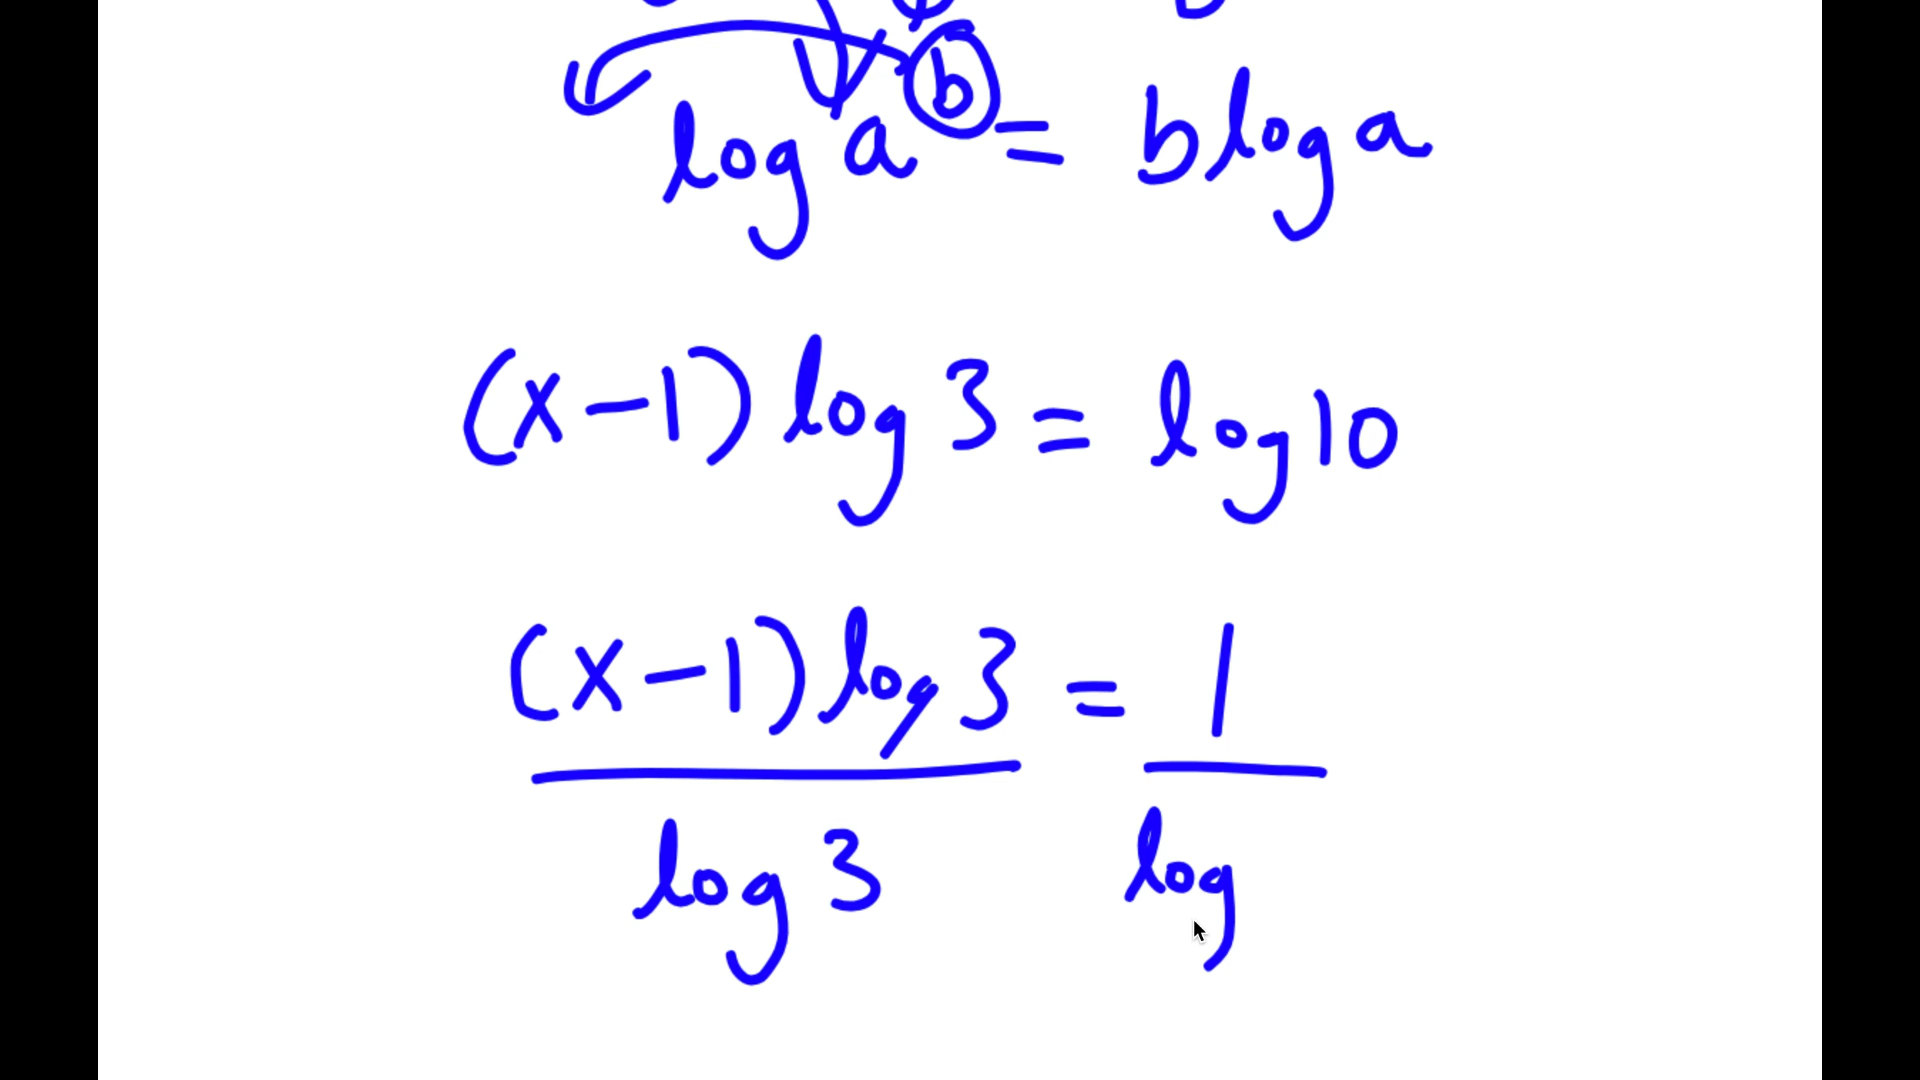 log a^b = b log a
(x-1) log 3 = log 10
(x-1) log 3 = 1
log 3 log